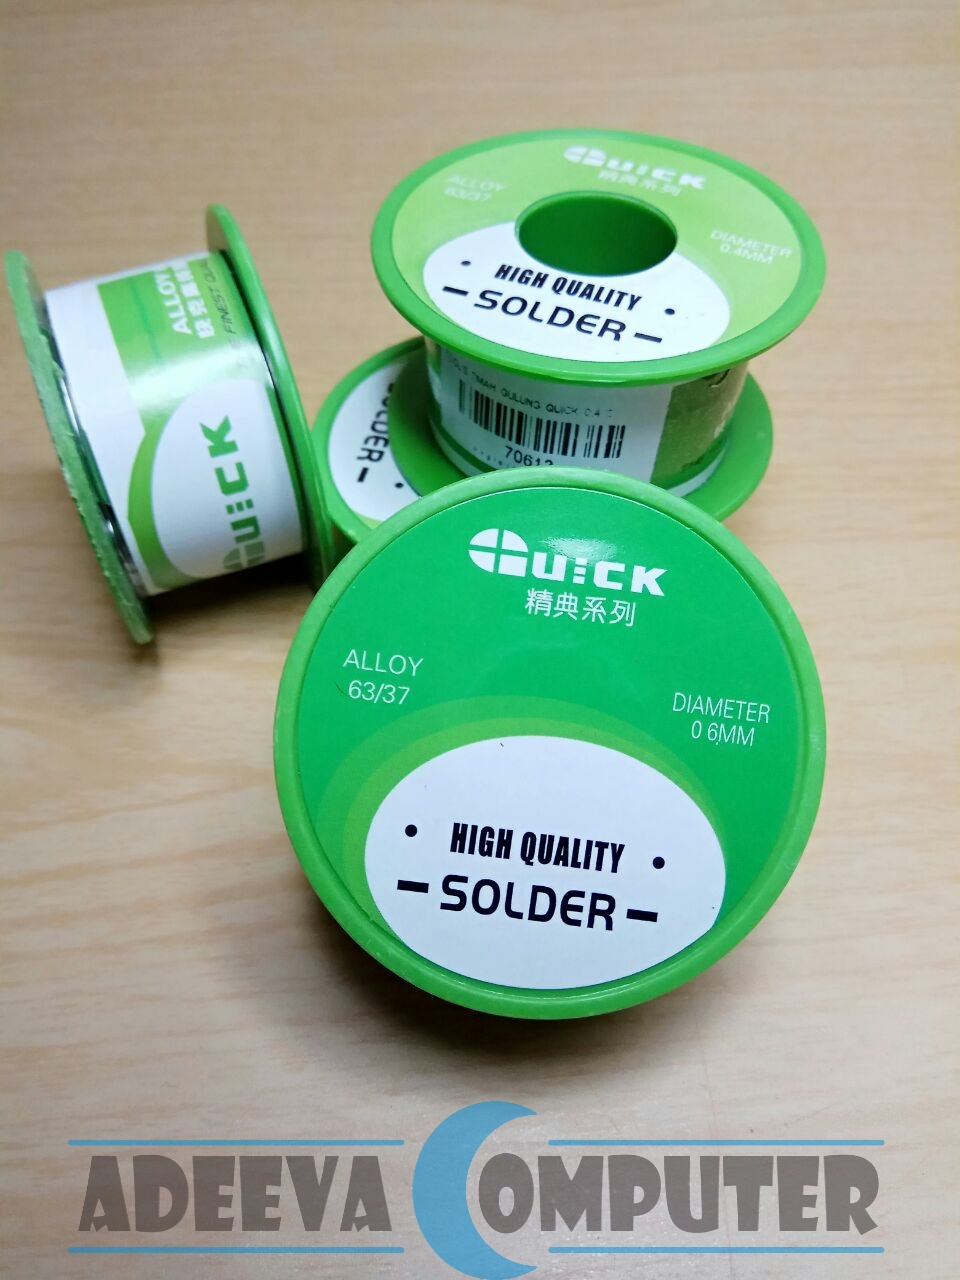 QUICK
精典系列
ALLOY
63/37
DIAMETER
0.4MM
HIGH QUALITY
SOLDER
TIMAH GULUNG QUICK 0.4
70613
ALLOY
FINEST
QUICK
SOLDER
QUICK
精典系列
ALLOY
63/37
DIAMETER
0 6MM
• HIGH QUALITY •
- SOLDER -
ADEEVA COMPUTER